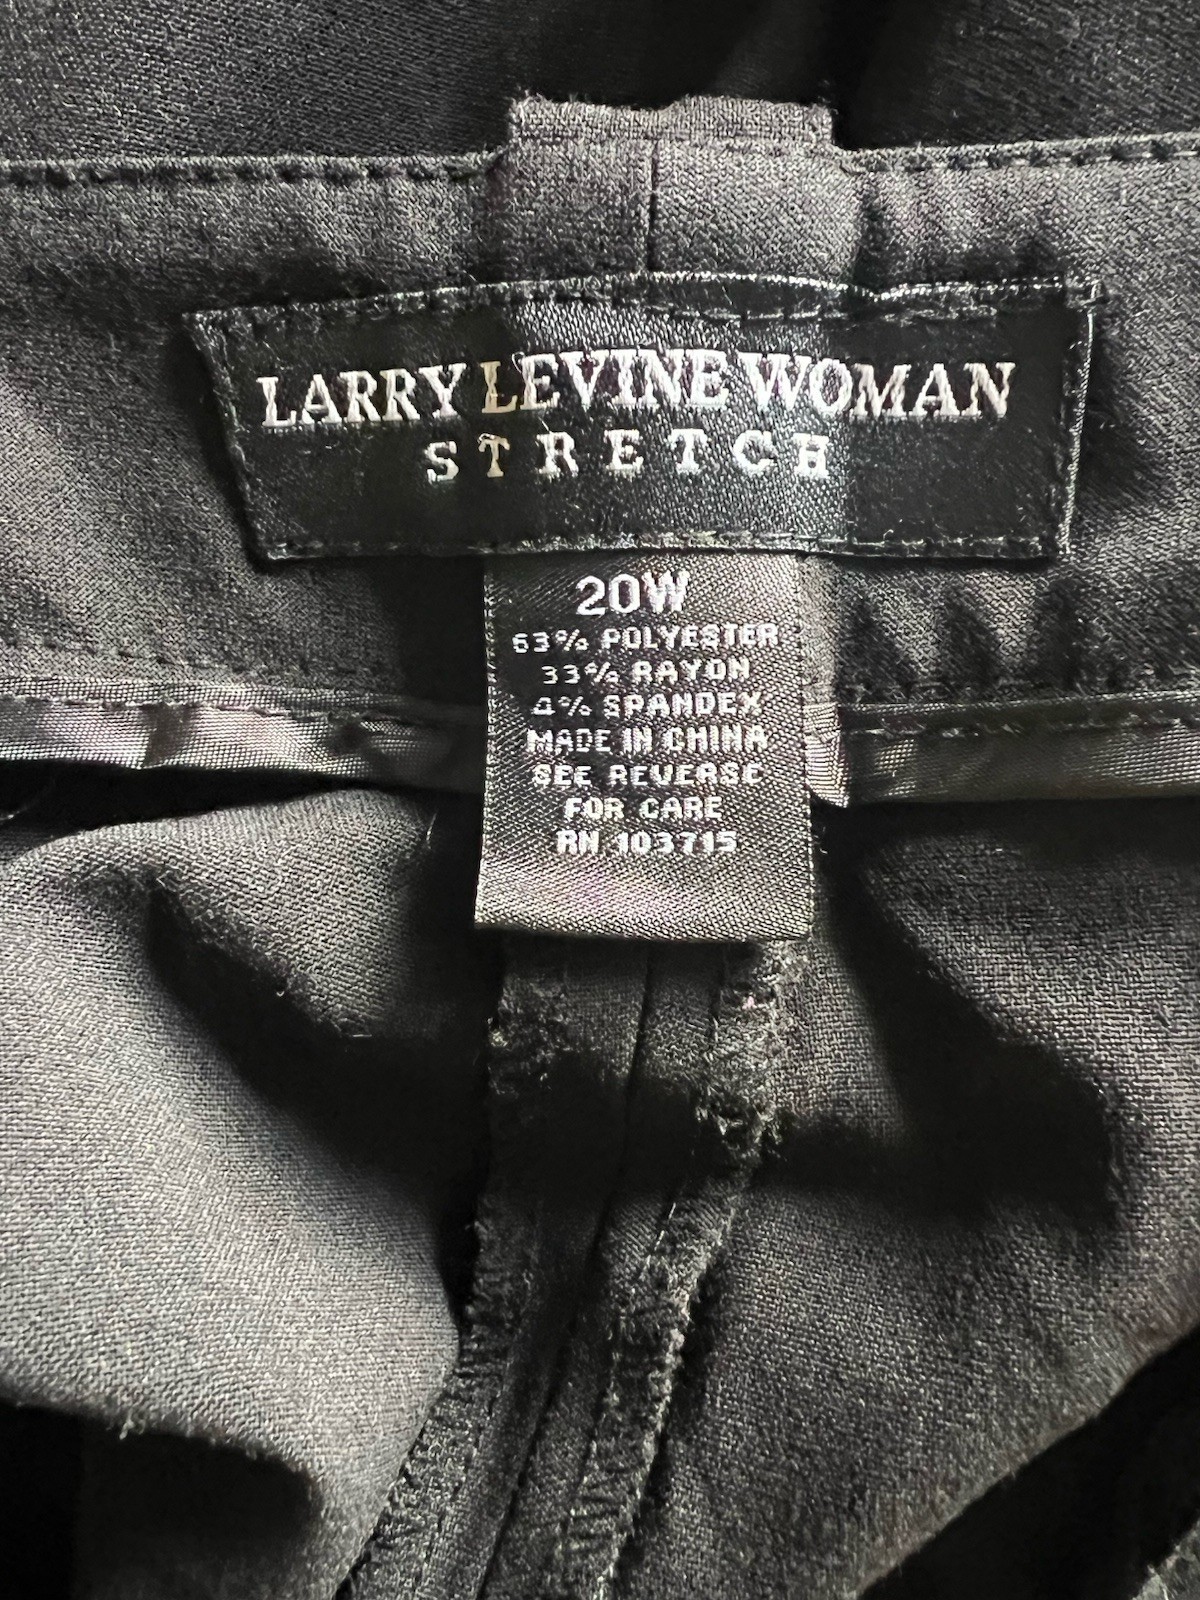 LARRY LEVINE WOMAN
STRETCH
20W
63% POLYESTER
33% RAYON
4% SPANDEX
MADE IN CHINA
SEE REVERSE
FOR CARE
RN 103715